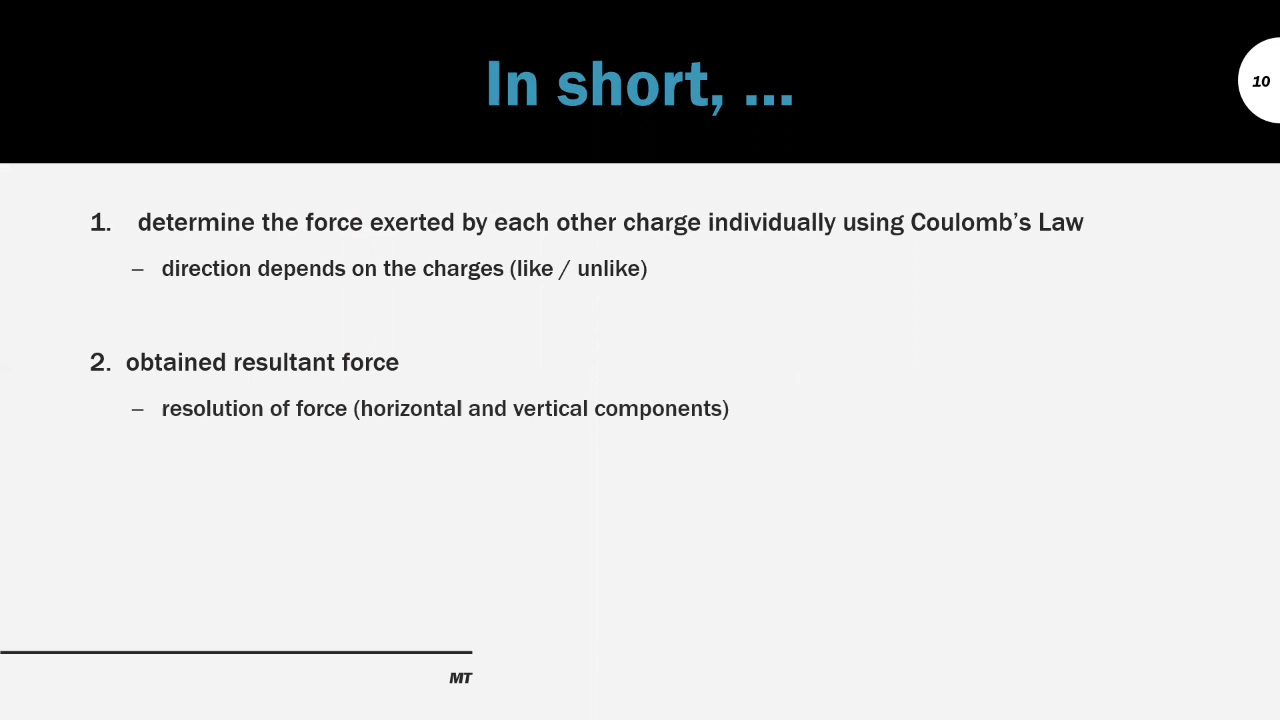 In short, ...
10
1. determine the force exerted by each other charge individually using Coulomb’s Law
– direction depends on the charges (like / unlike)
2. obtained resultant force
– resolution of force (horizontal and vertical components)
MT